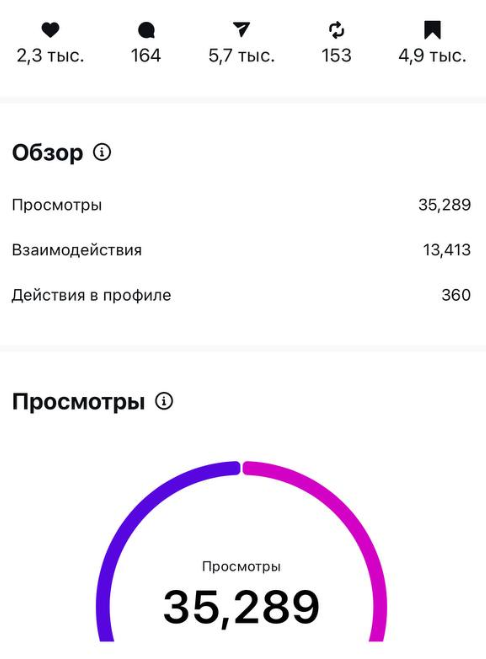 2,3 тыс. 164 5,7 тыс. 153 4,9 тыс.
Обзор
Просмотры 35,289
Взаимодействия 13,413
Действия в профиле 360
Просмотры
Просмотры
35,289